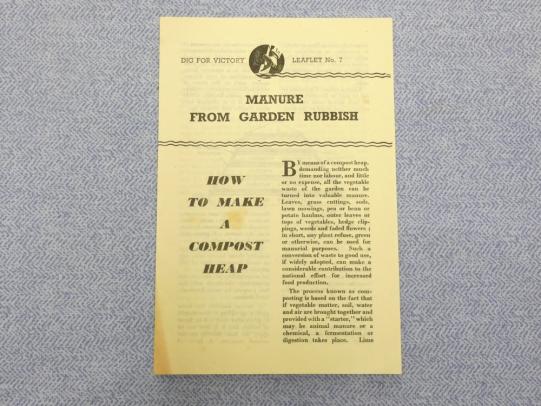 DIG FOR VICTORY LEAFLET No. 7
MANURE
FROM GARDEN RUBBISH
HOW
TO MAKE
A
COMPOST
HEAP
BY means of a compost heap,
demanding neither much
time nor labour, and little
or no expense, all the vegetable
waste of the garden can be
turned into valuable manure.
Leaves, grass cuttings, sods,
lawn mowings, pea or bean or
potato haulms, outer leaves or
tops of vegetables, hedge clip-
pings, weeds and faded flowers ;
in short, any plant refuse, green
or otherwise, can be used for
manurial purposes. Such a
conversion of waste to good use,
if widely adopted, can make a
considerable contribution to the
national effort for increased
food production.
The process known as com-
posting is based on the fact that
if vegetable matter, soil, water
and air are brought together and
provided with a "starter," which
may be animal manure or a
chemical, a fermentation or
digestion takes place. Lime